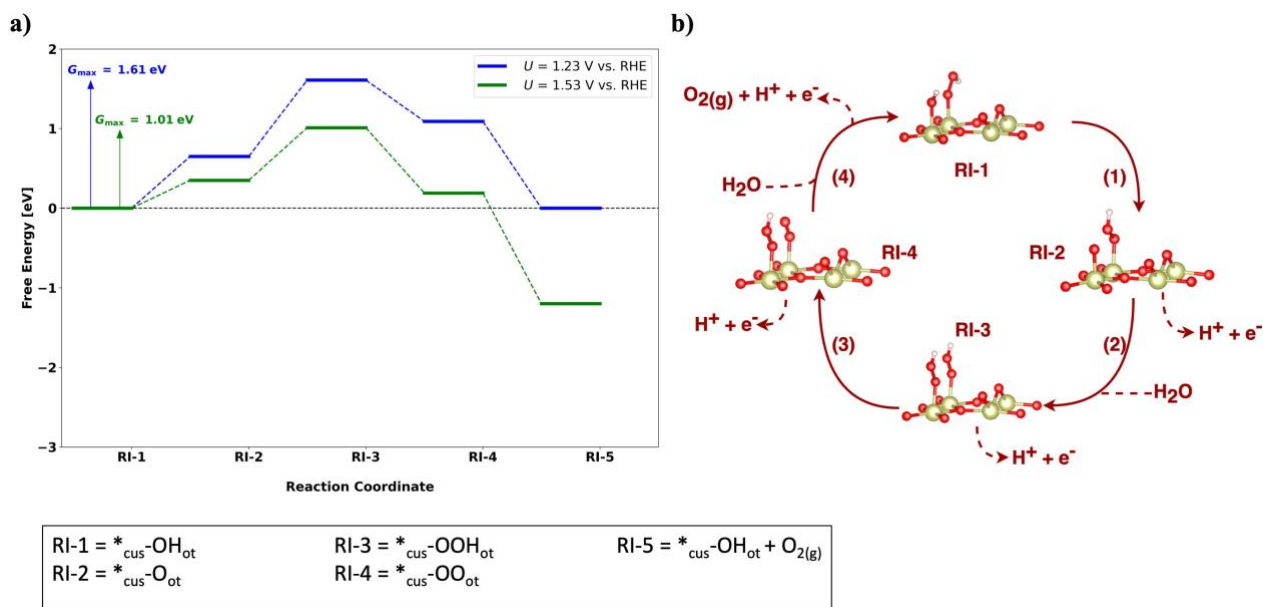 a)
b)
2
1
0
−1
−2
−3
Free Energy [eV]
G_max = 1.61 eV
G_max = 1.01 eV
U = 1.23 V vs. RHE
U = 1.53 V vs. RHE
RI-1 RI-2 RI-3 RI-4 RI-5
Reaction Coordinate
O₂(g) + H⁺ + e⁻
RI-1
(4)
(1)
H₂O
RI-4
RI-2
H⁺ + e⁻
RI-3
H⁺ + e⁻
(3)
(2)
H₂O
H⁺ + e⁻
RI-1 = *cus-OHot RI-3 = *cus-OOHot RI-5 = *cus-OHot + O2(g)
RI-2 = *cus-Oot RI-4 = *cus-OOot